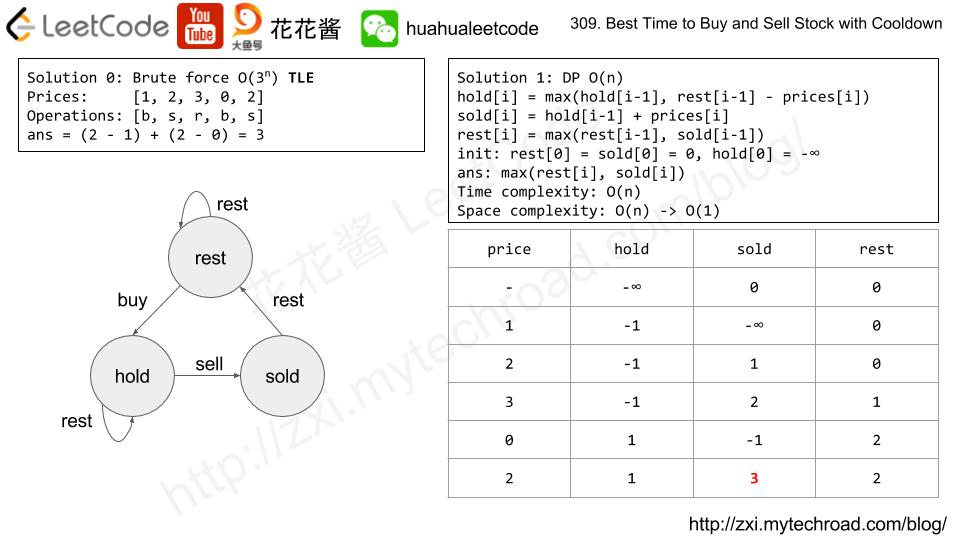 LeetCode
You
Tube
大鱼号
花花酱
huahualeetcode
309. Best Time to Buy and Sell Stock with Cooldown
Solution 0: Brute force O(3ⁿ) TLE
Prices: [1, 2, 3, 0, 2]
Operations: [b, s, r, b, s]
ans = (2 - 1) + (2 - 0) = 3
Solution 1: DP O(n)
hold[i] = max(hold[i-1], rest[i-1] - prices[i])
sold[i] = hold[i-1] + prices[i]
rest[i] = max(rest[i-1], sold[i-1])
init: rest[0] = sold[0] = 0, hold[0] = -∞
ans: max(rest[i], sold[i])
Time complexity: O(n)
Space complexity: O(n) -> O(1)
rest
rest
buy
rest
hold
sell
sold
rest
price hold sold rest
- -∞ 0 0
1 -1 -∞ 0
2 -1 1 0
3 -1 2 1
0 1 -1 2
2 1 3 2
花花酱 LeetCode
http://zxi.mytechroad.com/blog/
http://zxi.mytechroad.com/blog/